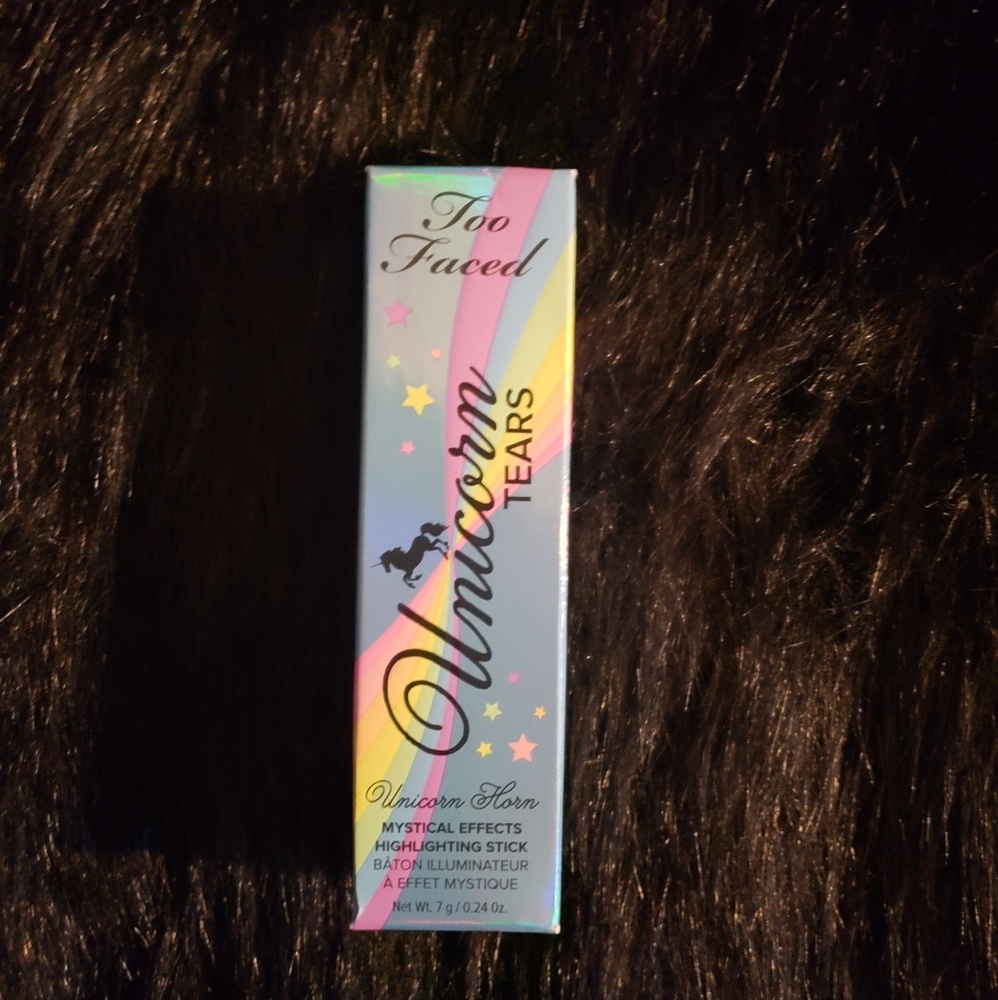 Too
Faced
Unicorn
TEARS
Unicorn Horn
MYSTICAL EFFECTS
HIGHLIGHTING STICK
BÂTON ILLUMINATEUR
À EFFET MYSTIQUE
Net Wt. 7 g / 0.24 Oz.